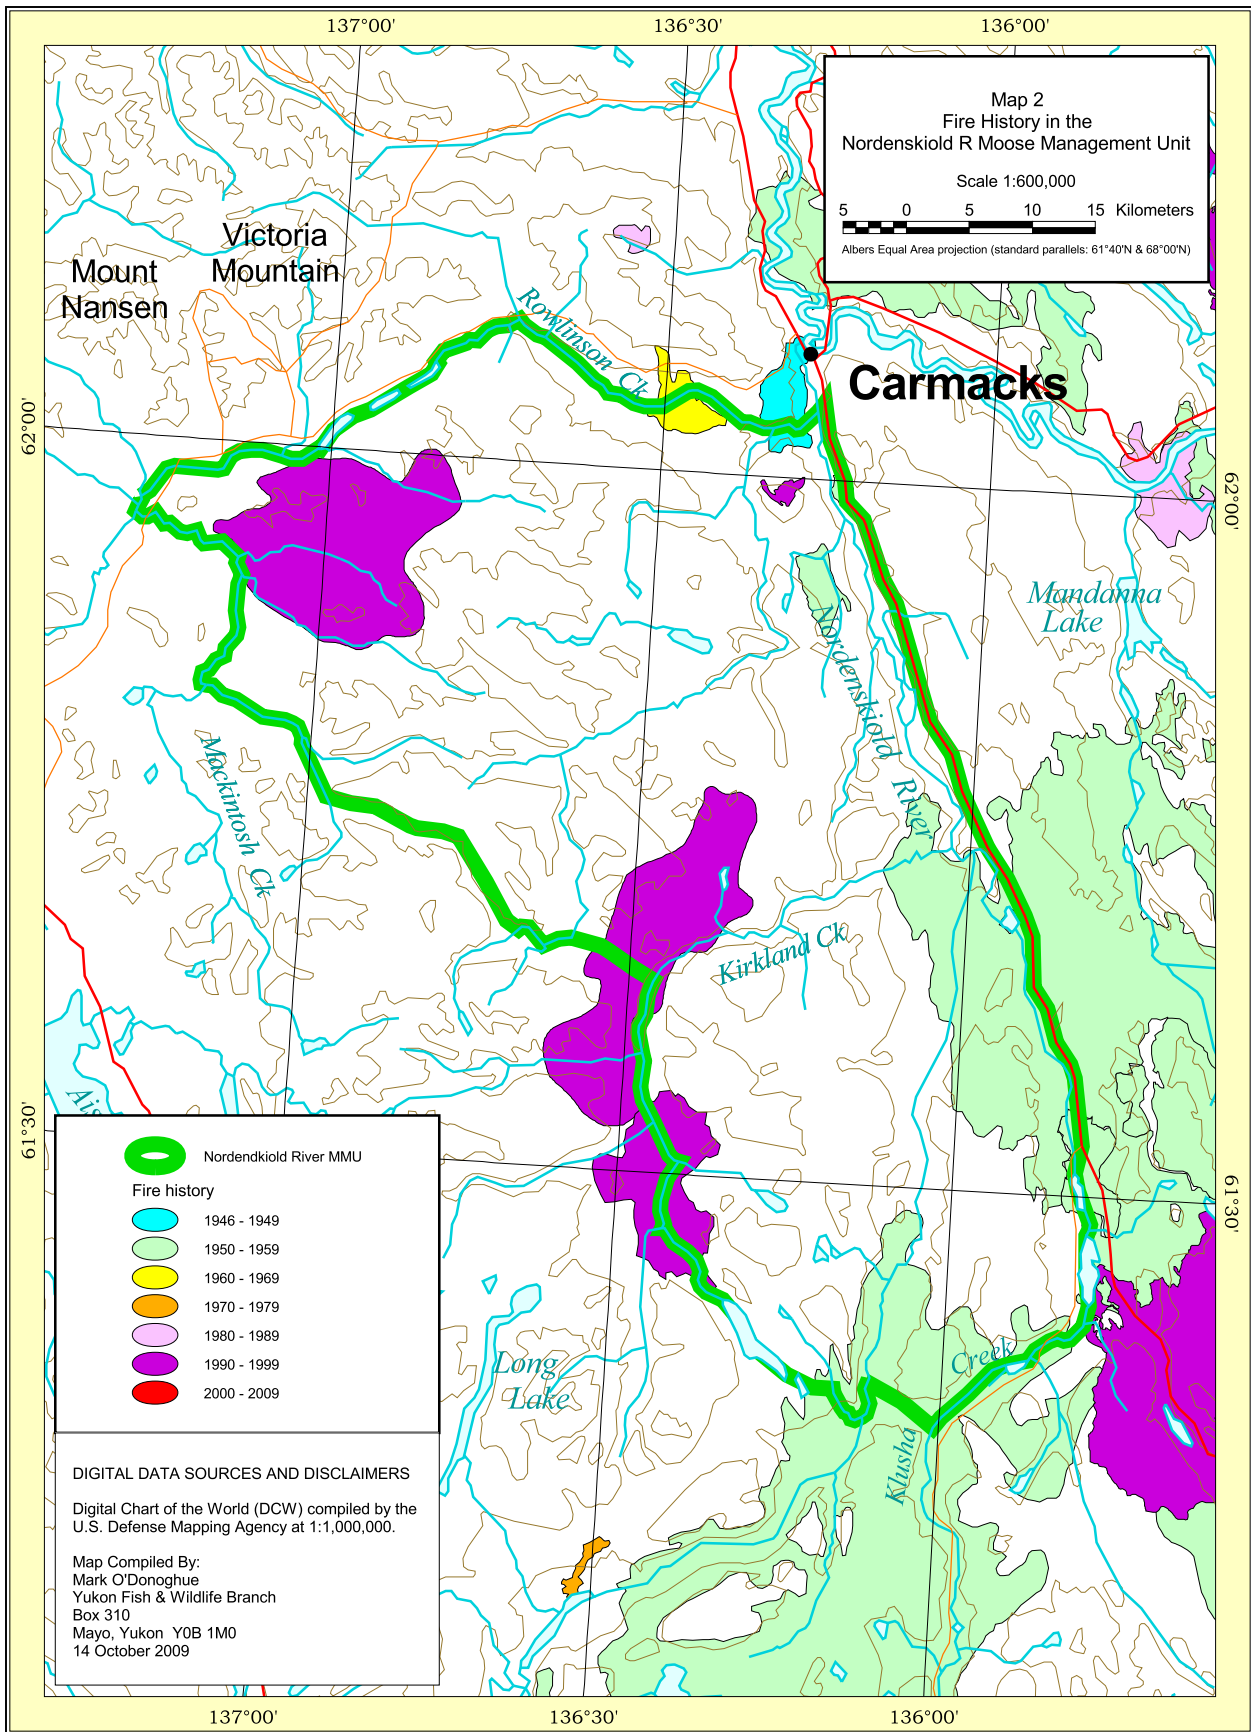 137°00'
136°30'
136°00'
Map 2
Fire History in the
Nordenskiold R Moose Management Unit
Scale 1:600,000
5 0 5 10 15 Kilometers
Albers Equal Area projection (standard parallels: 61°40'N & 68°00'N)
Victoria
Mountain
Mount
Nansen
Rowlinson Ck
Carmacks
62°00'
62°00'
Mandanna
Lake
Nordenskiold River
Mackintosh Ck
Kirkland Ck
Ais
61°30'
61°30'
Nordendkiold River MMU
Fire history
1946 - 1949
1950 - 1959
1960 - 1969
1970 - 1979
1980 - 1989
1990 - 1999
2000 - 2009
Long
Lake
Klusha Creek
DIGITAL DATA SOURCES AND DISCLAIMERS
Digital Chart of the World (DCW) compiled by the
U.S. Defense Mapping Agency at 1:1,000,000.
Map Compiled By:
Mark O'Donoghue
Yukon Fish & Wildlife Branch
Box 310
Mayo, Yukon Y0B 1M0
14 October 2009
137°00'
136°30'
136°00'